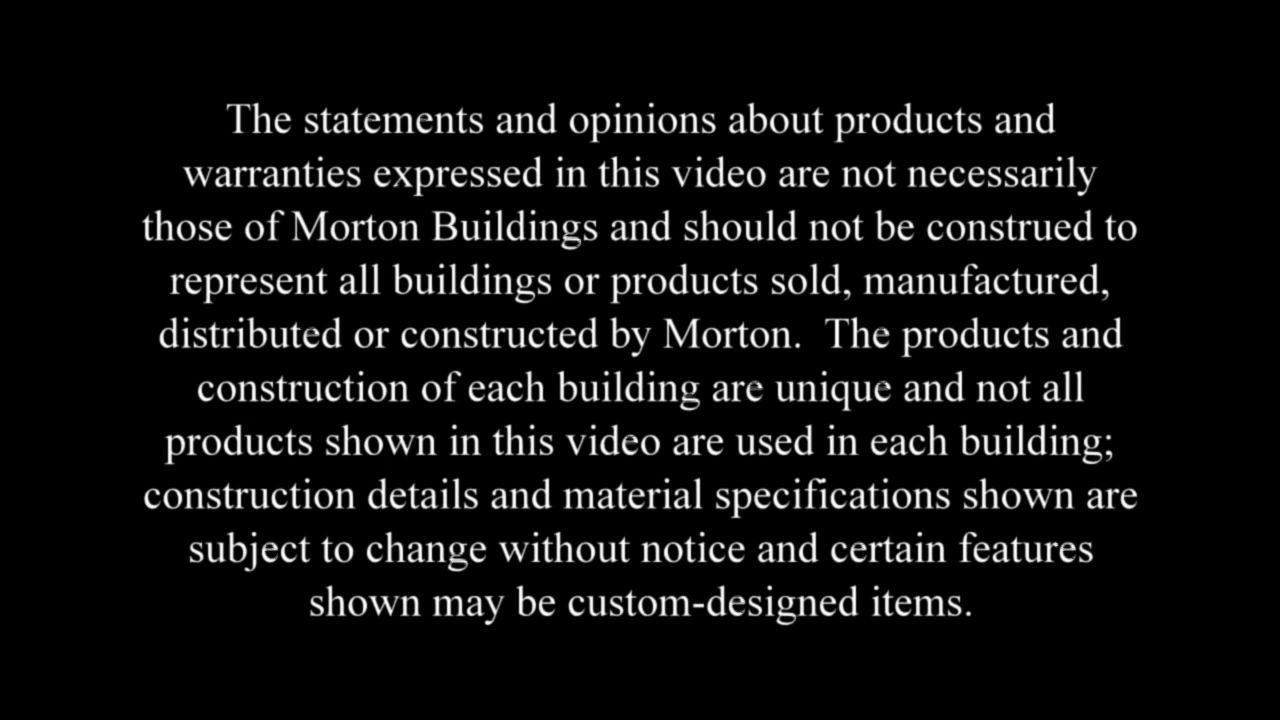 The statements and opinions about products and
warranties expressed in this video are not necessarily
those of Morton Buildings and should not be construed to
represent all buildings or products sold, manufactured,
distributed or constructed by Morton.  The products and
construction of each building are unique and not all
products shown in this video are used in each building;
construction details and material specifications shown are
subject to change without notice and certain features
shown may be custom-designed items.